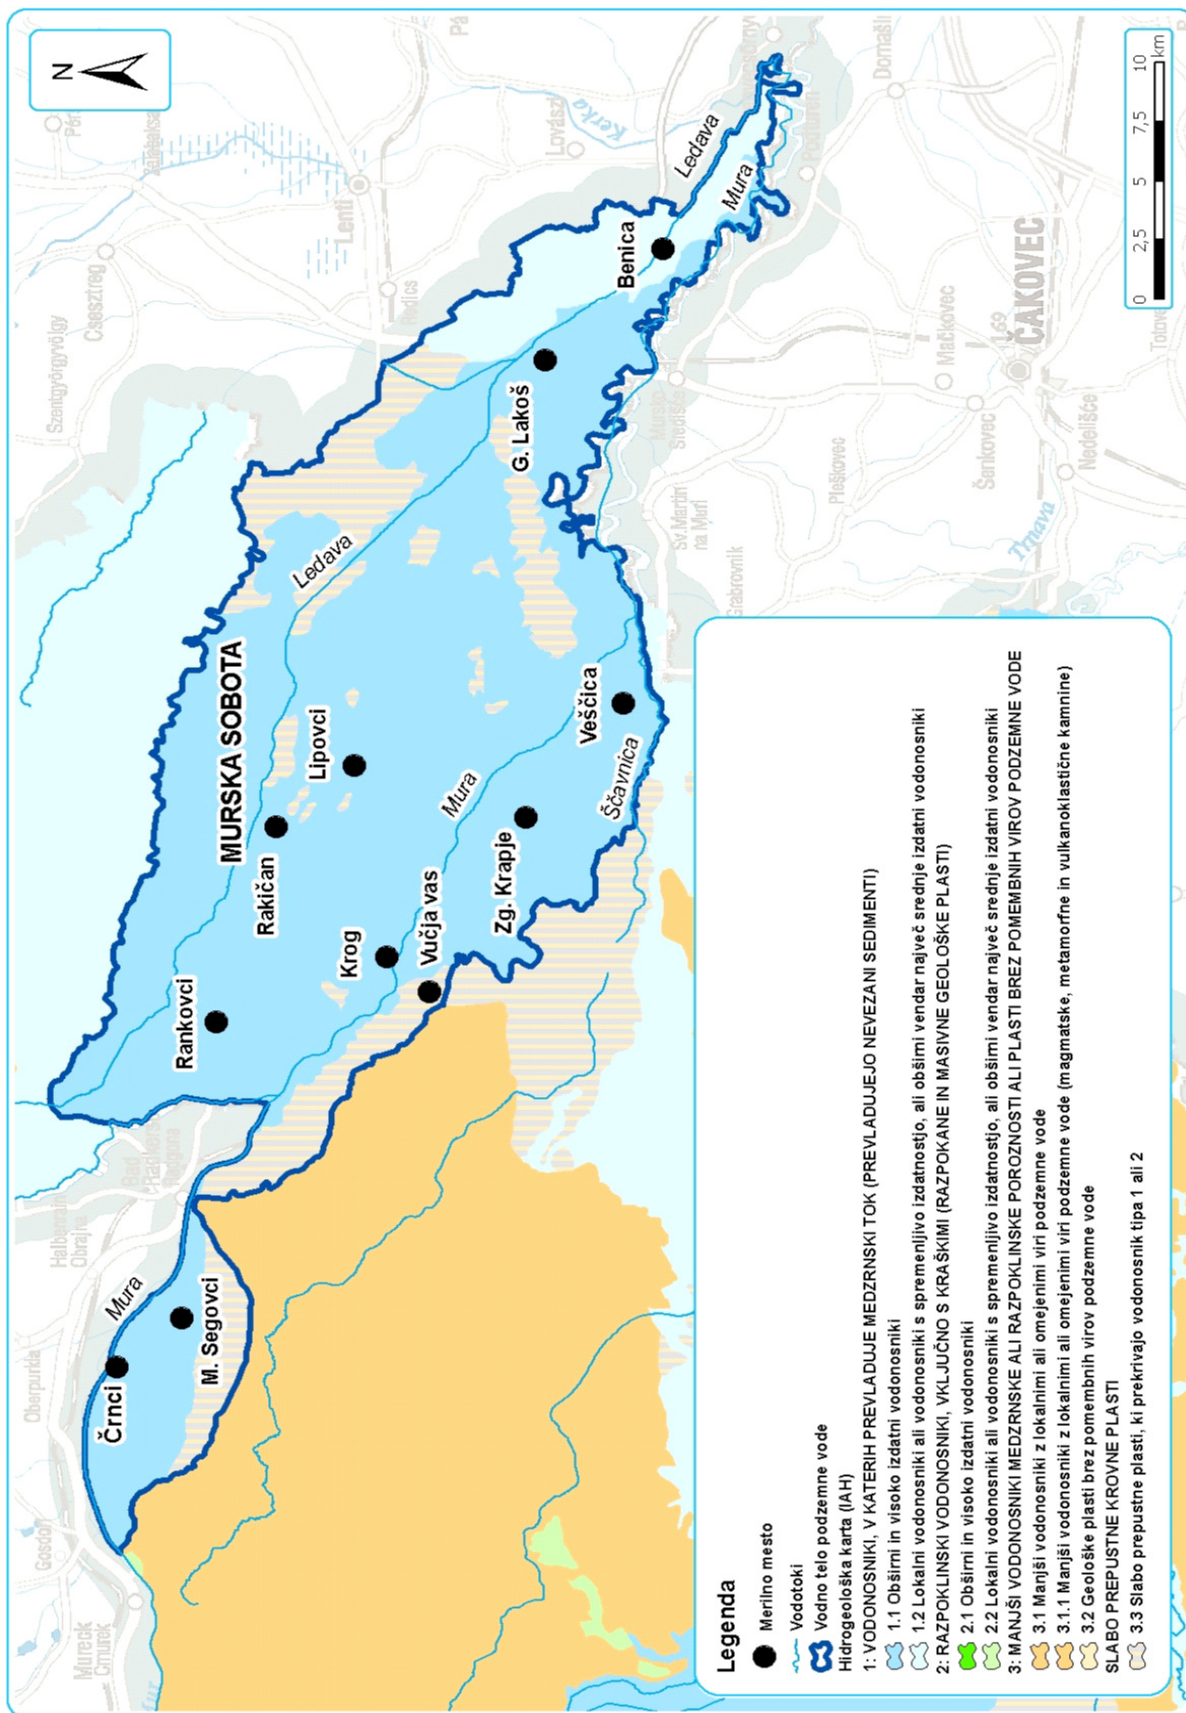 N
Csesztreg
Lenti
Lovászi
Kerka
Rédics
Szentgyörgyvölgy
Ledava
Mura
Benica
G. Lakoš
Ledava
MURSKA SOBOTA
Lipovci
Rakičan
Rankovci
Krog
Vučja vas
Mura
Zg. Krapje
Veščica
Ščavnica
Mura
Črnci
M. Segovci
Halbenrain
Obrajna
Bad
Oberpurkla
Gosdorf
Mureck
Cmurek
Sv. Martin
na Muri
Mursko
Središče
Pleškovec
Mačkovec
Šenkovec
Nedelišče
ČAKOVEC
169
Trnava
0 2,5 5 7,5 10
km
Legenda
Merilno mesto
Vodotoki
Vodno telo podzemne vode
Hidrogeološka karta (IAH)
1: VODONOSNIKI, V KATERIH PREVLADUJE MEDZRNSKI TOK (PREVLADUJEJO NEVEZANI SEDIMENTI)
1.1 Obširni in visoko izdatni vodonosniki
1.2 Lokalni vodonosniki ali vodonosniki s spremenljivo izdatnostjo, ali obširni vendar največ srednje izdatni vodonosniki
2: RAZPOKLINSKI VODONOSNIKI, VKLJUČNO S KRAŠKIMI (RAZPOKANE IN MASIVNE GEOLOŠKE PLASTI)
2.1 Obširni in visoko izdatni vodonosniki
2.2 Lokalni vodonosniki ali vodonosniki s spremenljivo izdatnostjo, ali obširni vendar največ srednje izdatni vodonosniki
3: MANJŠI VODONOSNIKI MEDZRNSKE ALI RAZPOKLINSKE POROZNOSTI ALI PLASTI BREZ POMEMBNIH VIROV PODZEMNE VODE
3.1 Manjši vodonosniki z lokalnimi ali omejenimi viri podzemne vode
3.1.1 Manjši vodonosniki z lokalnimi ali omejenimi viri podzemne vode (magmatske, metamorfne in vulkanoklastične kamnine)
3.2 Geološke plasti brez pomembnih virov podzemne vode
SLABO PREPUSTNE KROVNE PLASTI
3.3 Slabo prepustne plasti, ki prekrivajo vodonosnik tipa 1 ali 2